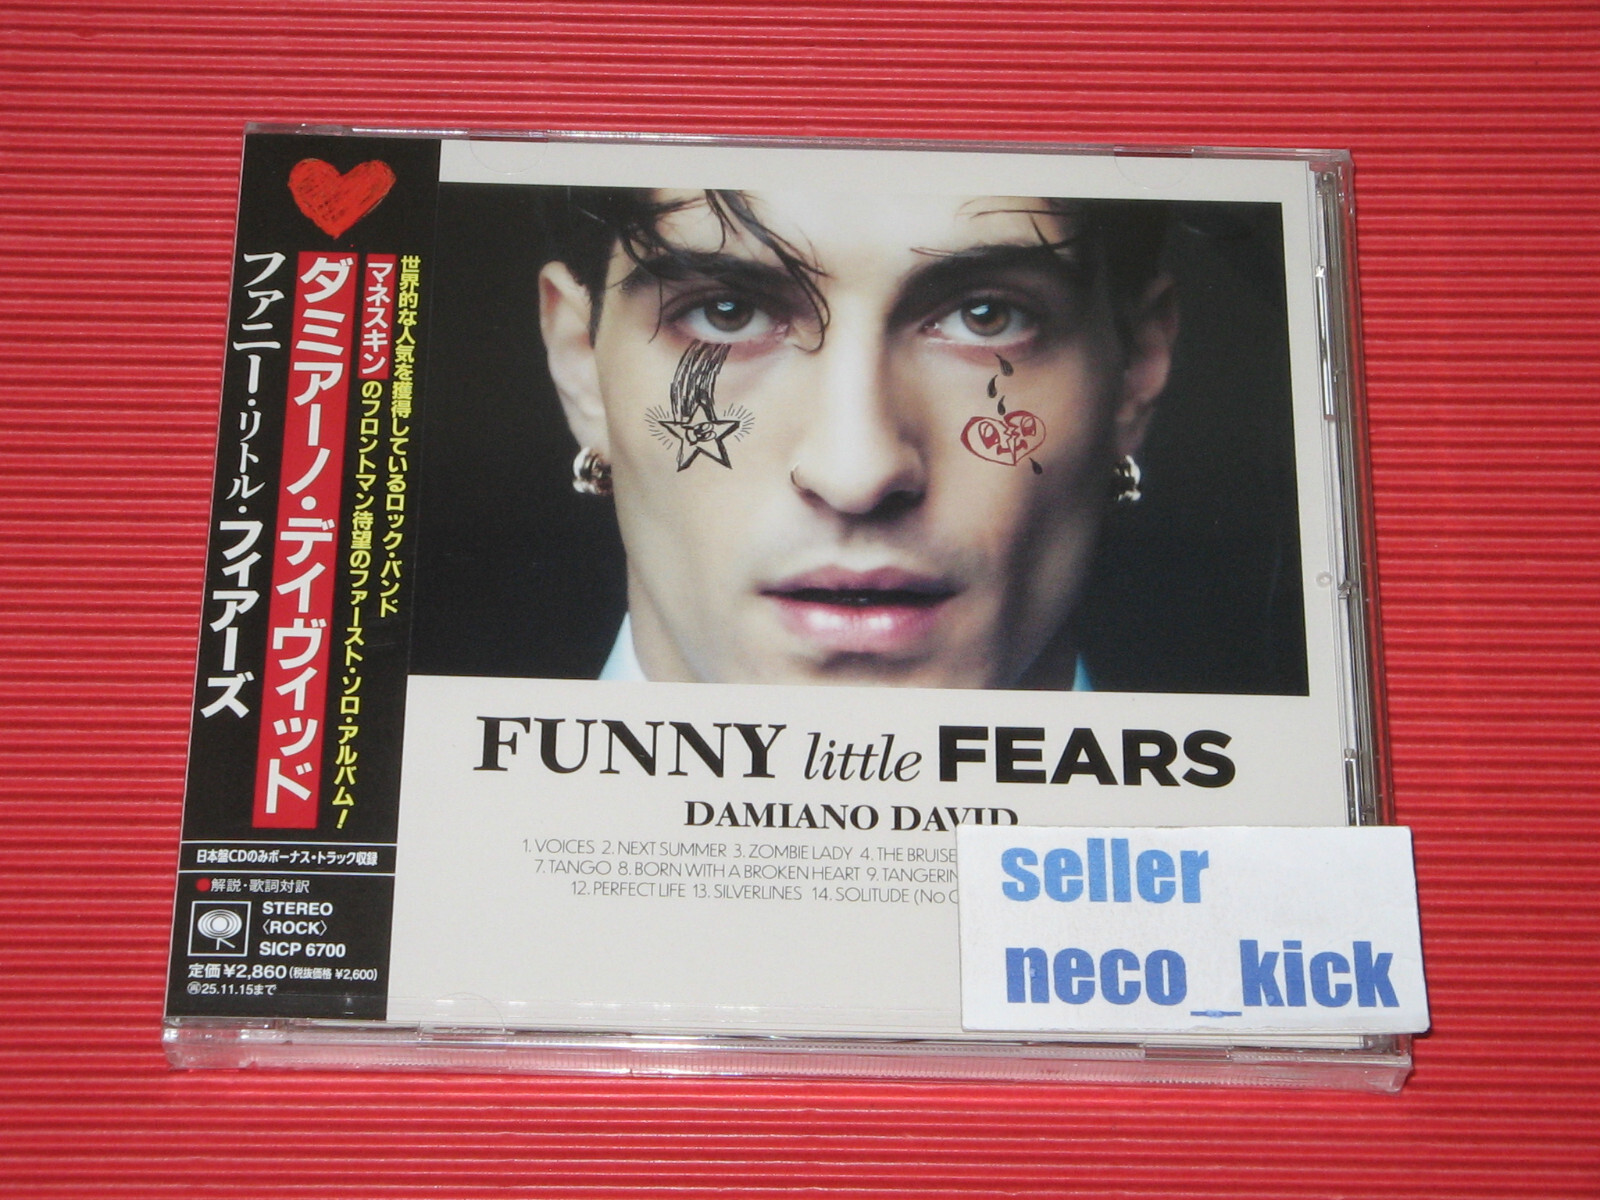 世界的な人気を獲得しているロック・バンド
マネスキンのフロントマン待望のファースト・ソロ・アルバム!
ダミアーノ・デイヴィッド
ファニー・リトル・フィアーズ
日本盤CDのみボーナス・トラック収録
●解説・歌詞対訳
STEREO
〈ROCK〉
SICP 6700
定価¥2,860(税抜価格 ¥2,600)
㊢25.11.15まで
FUNNY little FEARS
DAMIANO DAVID
1.VOICES 2.NEXT SUMMER 3.ZOMBIE LADY 4.THE BRUISE
7.TANGO 8.BORN WITH A BROKEN HEART 9.TANGERIN
12.PERFECT LIFE 13.SILVERLINES 14.SOLITUDE (No
seller
neco_kick